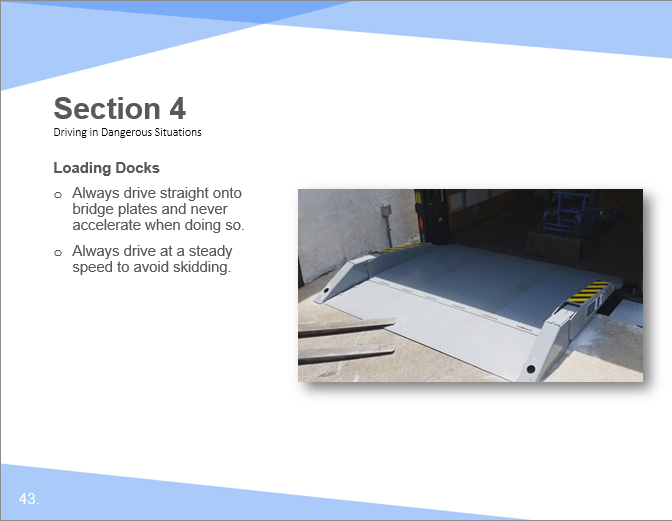 Section 4
Driving in Dangerous Situations
Loading Docks
o Always drive straight onto
bridge plates and never
accelerate when doing so.
o Always drive at a steady
speed to avoid skidding.
43.